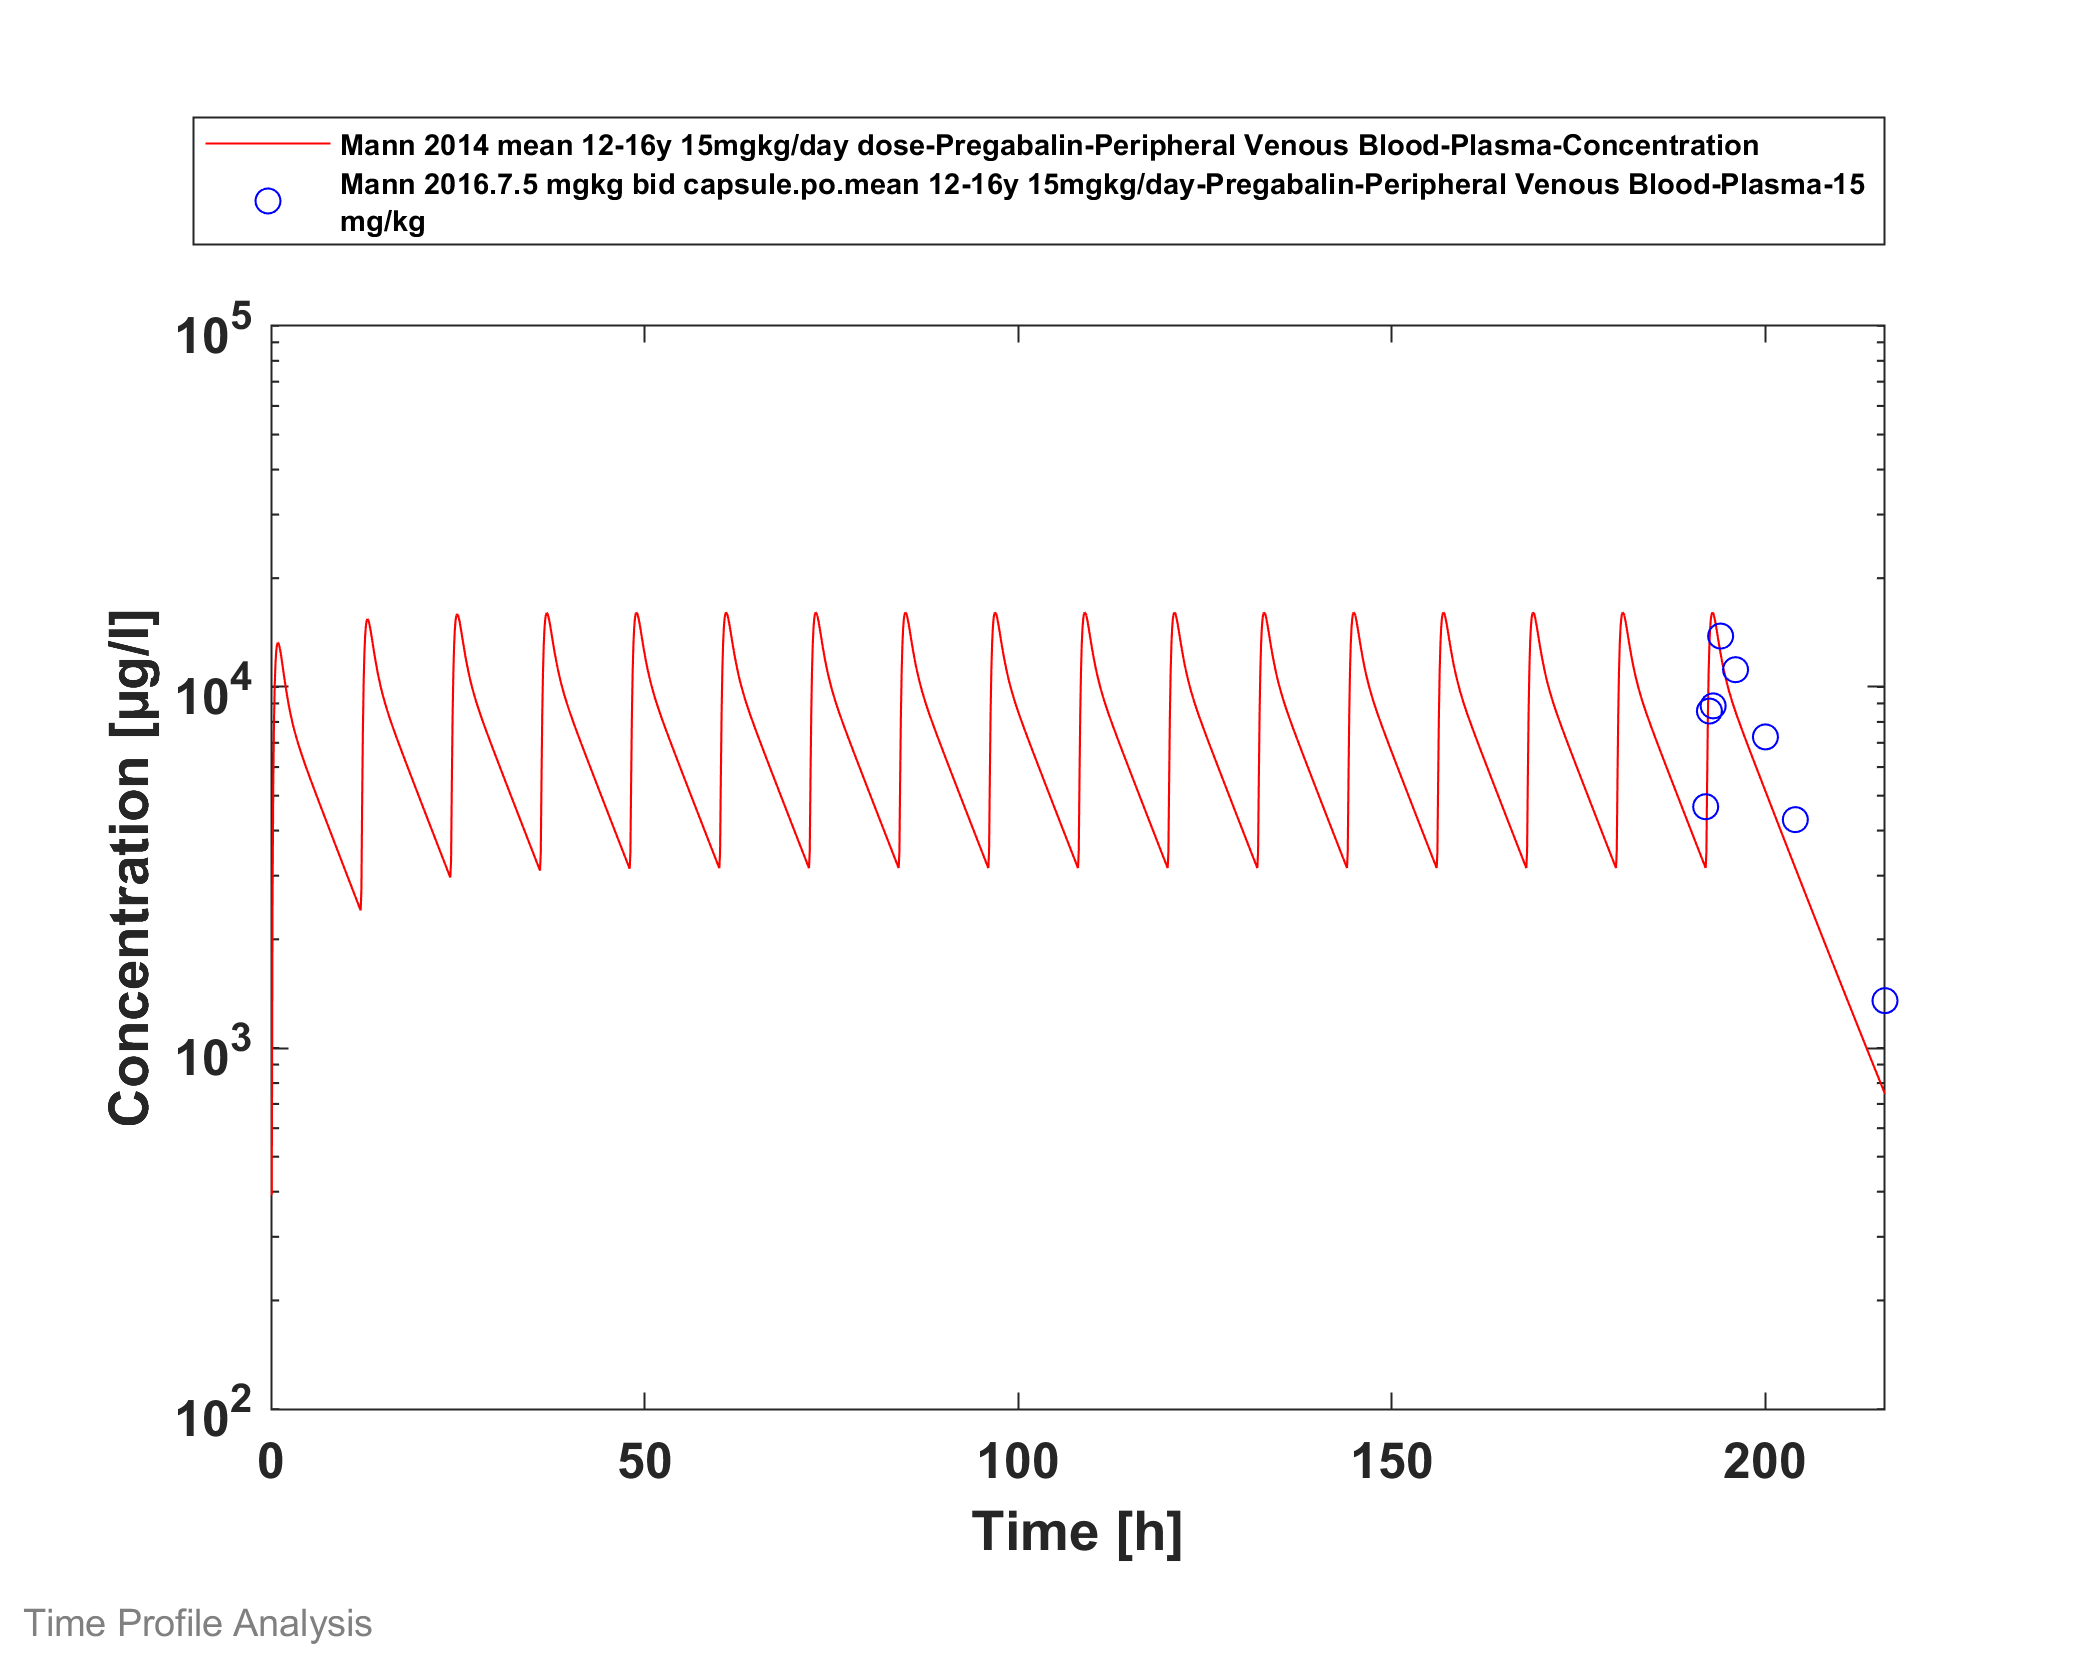 Mann 2014 mean 12-16y 15mgkg/day dose-Pregabalin-Peripheral Venous Blood-Plasma-Concentration
Mann 2016.7.5 mgkg bid capsule.po.mean 12-16y 15mgkg/day-Pregabalin-Peripheral Venous Blood-Plasma-15
mg/kg
10^5
10^4
10^3
10^2
Concentration [µg/l]
0 50 100 150 200
Time [h]
Time Profile Analysis